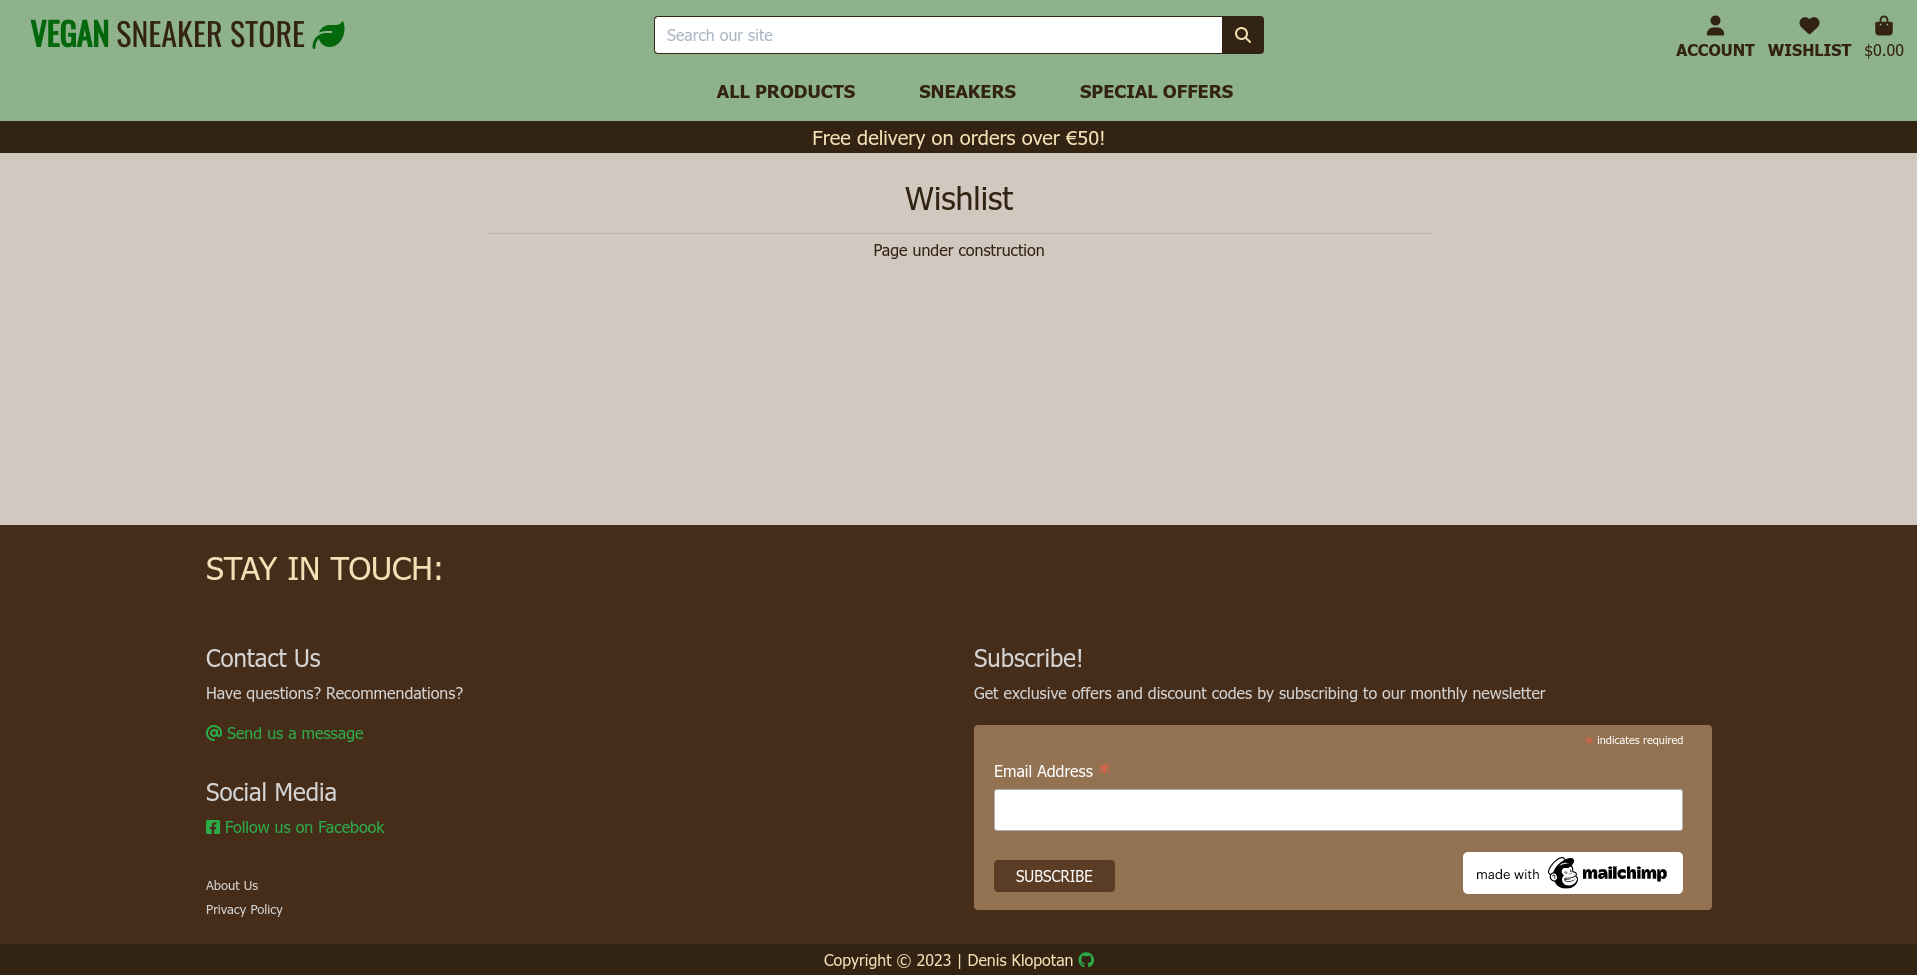 VEGAN SNEAKER STORE
Search our site
ACCOUNT
WISHLIST
$0.00
ALL PRODUCTS
SNEAKERS
SPECIAL OFFERS
Free delivery on orders over €50!
Wishlist
Page under construction
STAY IN TOUCH:
Contact Us
Have questions? Recommendations?
Send us a message
Social Media
Follow us on Facebook
About Us
Privacy Policy
Subscribe!
Get exclusive offers and discount codes by subscribing to our monthly newsletter
* indicates required
Email Address *
SUBSCRIBE
made with mailchimp
Copyright © 2023 | Denis Klopotan